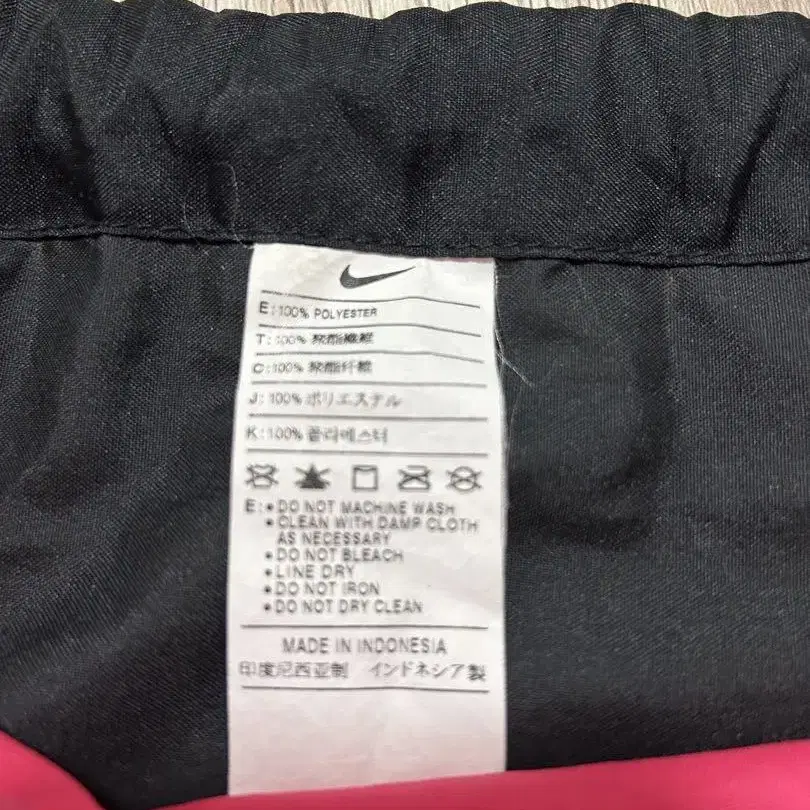 E: 100% POLYESTER
T: 100% 聚酯纖維
C: 100% 聚酯纤维
J: 100% ポリエステル
K: 100% 폴리에스터
E: • DO NOT MACHINE WASH
• CLEAN WITH DAMP CLOTH
AS NECESSARY
• DO NOT BLEACH
• LINE DRY
• DO NOT IRON
• DO NOT DRY CLEAN
MADE IN INDONESIA
印度尼西亚制 インドネシア製